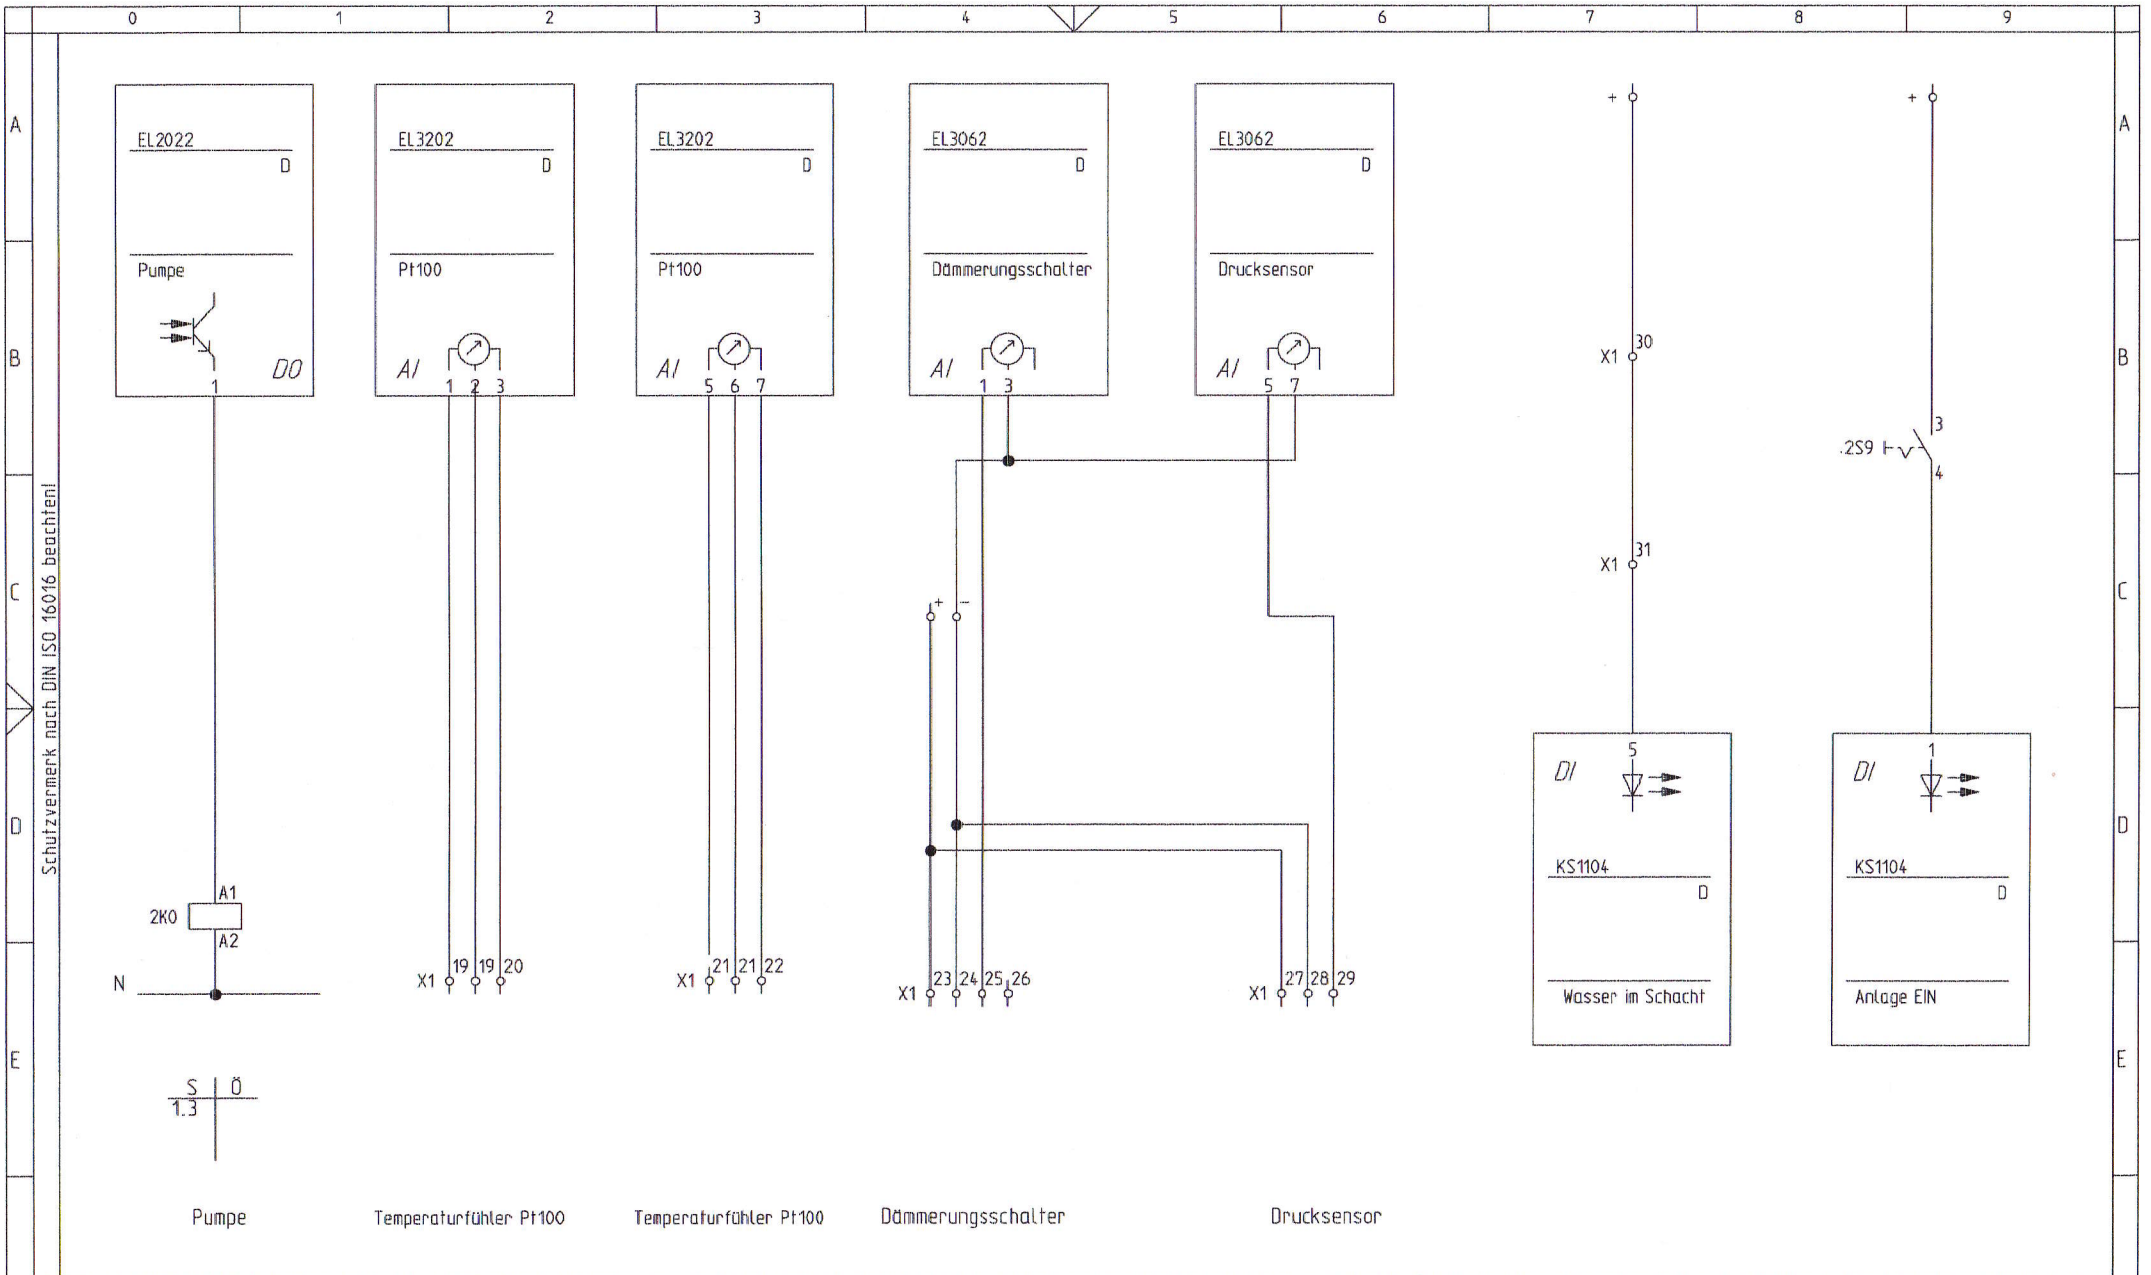 0 1 2 3 4 5 6 7 8 9
A A
EL2022 EL3202 EL3202 EL3062 EL3062
D D D D D
+ +
Pumpe Pt100 Pt100 Dämmerungsschalter Drucksensor
B B
DO AI AI AI AI
1 1 2 3 5 6 7 1 3 5 7
X1 30
3
.2S9
4
X1 31
C C
+ -
Schutzvermerk nach DIN ISO 16016 beachten!
5 1
DI DI
D D
KS1104 KS1104
D D
A1
2K0
A2
N
X1 19 19 20 X1 21 21 22 X1 23 24 25 26 X1 27 28 29
Wasser im Schacht Anlage EIN
E E
S Ö
1.3
Pumpe Temperaturfühler Pt100 Temperaturfühler Pt100 Dämmerungsschalter Drucksensor